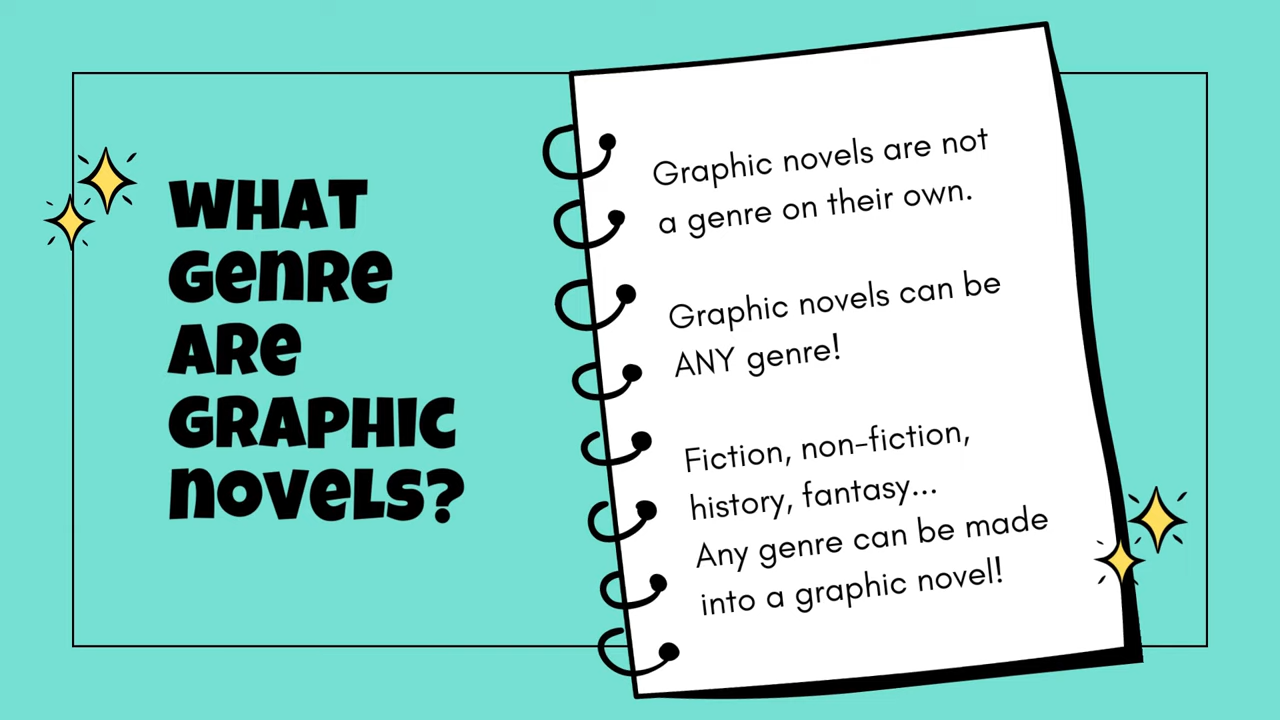 WHAT
GENRE
ARE
GRAPHIC
NOVELS?
Graphic novels are not
a genre on their own.
Graphic novels can be
ANY genre!
Fiction, non-fiction,
history, fantasy...
Any genre can be made
into a graphic novel!